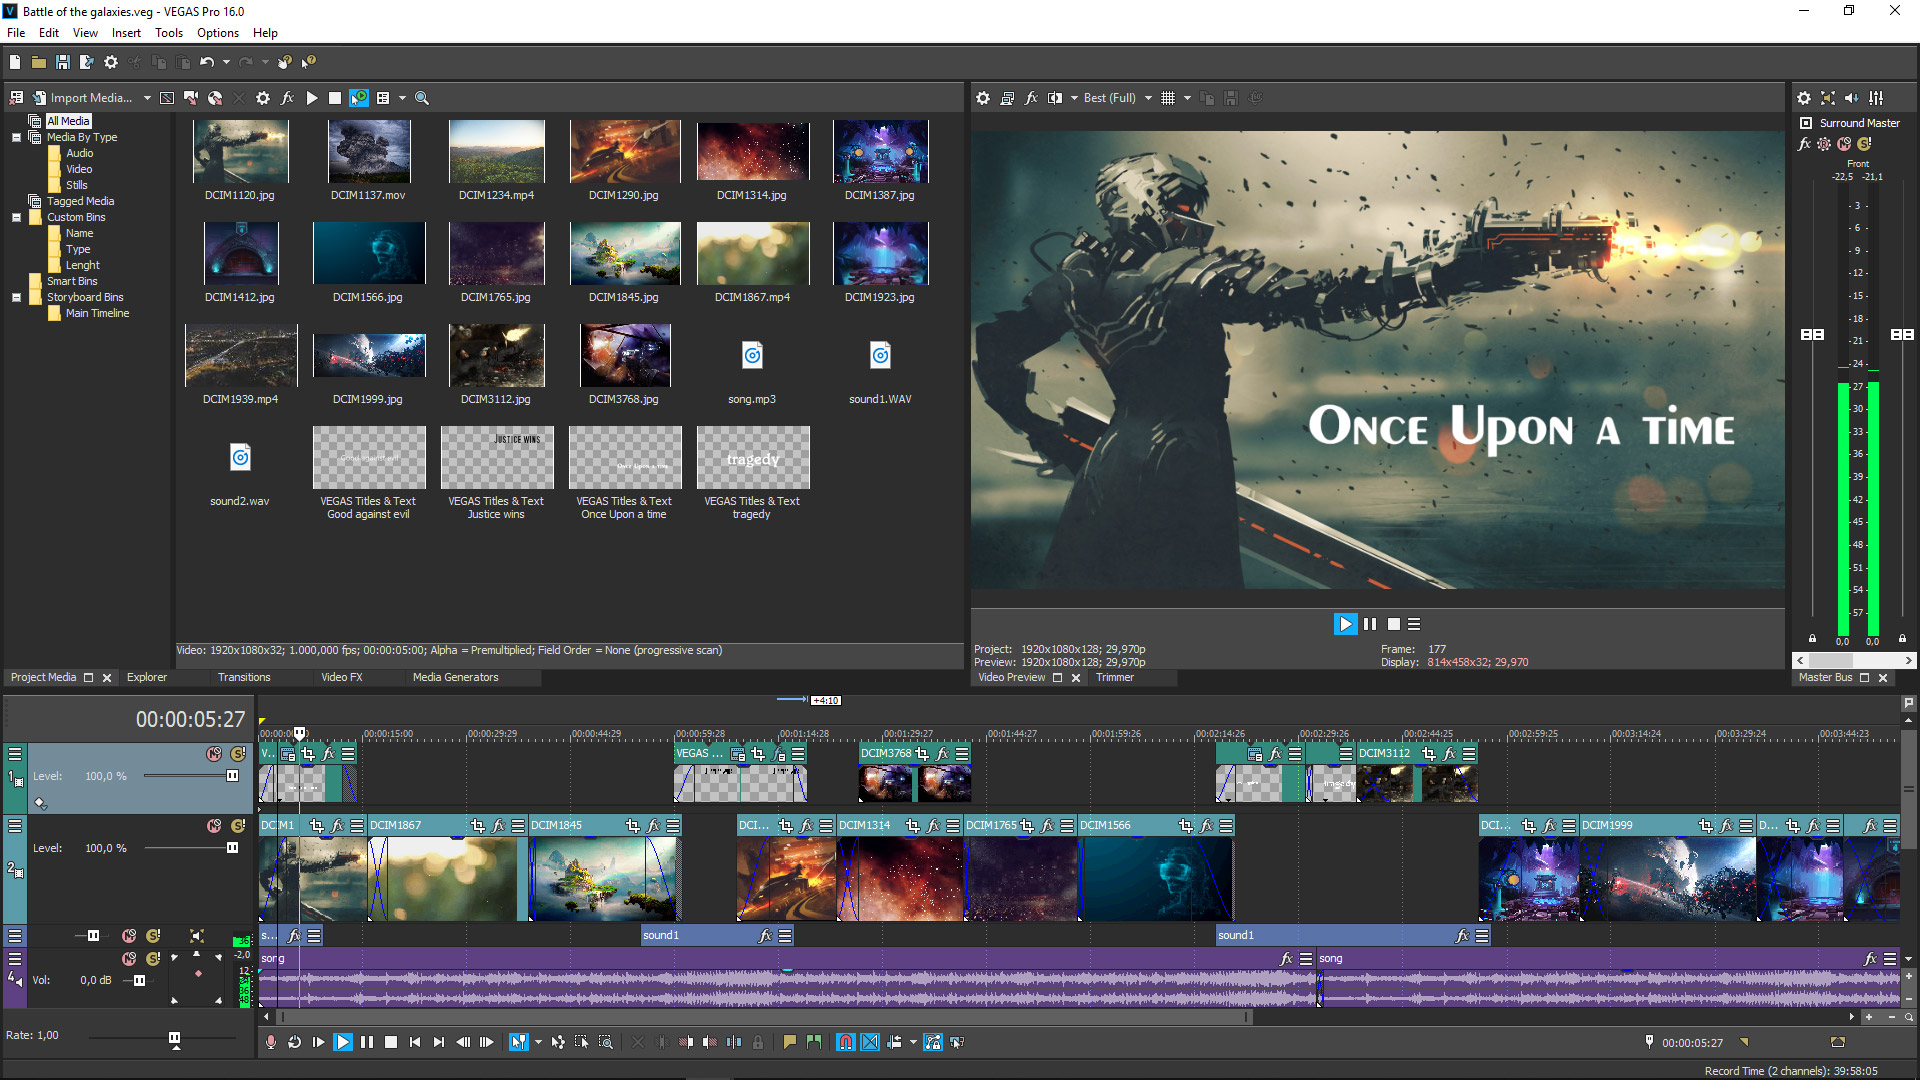 Battle of the galaxies.veg - VEGAS Pro 16.0
File Edit View Insert Tools Options Help
Import Media...
All Media
Media By Type
Audio
Video
Stills
Tagged Media
Custom Bins
Name
Type
Lenght
Smart Bins
Storyboard Bins
Main Timeline
DCIM1120.jpg DCIM1137.mov DCIM1234.mp4 DCIM1290.jpg DCIM1314.jpg DCIM1387.jpg
DCIM1412.jpg DCIM1566.jpg DCIM1765.jpg DCIM1845.jpg DCIM1867.mp4 DCIM1923.jpg
DCIM1939.mp4 DCIM1999.jpg DCIM3112.jpg DCIM3768.jpg song.mp3 sound1.WAV
Good against evil
Justice wins
Once Upon a time
tragedy
sound2.wav
VEGAS Titles & Text
Good against evil
VEGAS Titles & Text
Justice wins
VEGAS Titles & Text
Once Upon a time
VEGAS Titles & Text
tragedy
Video: 1920x1080x32; 1.000,000 fps; 00:00:05:00; Alpha = Premultiplied; Field Order = None (progressive scan)
Project Media Explorer Transitions Video FX Media Generators
Best (Full)
Once Upon a time
Project: 1920x1080x128; 29,970p
Preview: 1920x1080x128; 29,970p
Frame: 177
Display: 814x458x32; 29,970
Video Preview Trimmer
Surround Master
Front
-22,5 -21,1
- 3 -
- 6 -
- 9 -
- 12 -
- 15 -
- 18 -
- 21 -
- 24 -
- 27 -
- 30 -
- 33 -
- 36 -
- 39 -
- 42 -
- 45 -
- 48 -
- 51 -
- 54 -
- 57 -
0,0 0,0
Master Bus
+4:10
00:00:05:27
00:00:15:00 00:00:29:29 00:00:44:29 00:00:59:28 00:01:14:28 00:01:29:27 00:01:44:27 00:01:59:26 00:02:14:26 00:02:29:26 00:02:44:25 00:02:59:25 00:03:14:24 00:03:29:24 00:03:44:23
1
Level: 100,0 %
V... VEGAS ... DCIM3768 DCIM3112
tragedy
2
Level: 100,0 %
DCIM1 DCIM1867 DCIM1845 DCI... DCIM1314 DCIM1765 DCIM1566 DCI... DCIM1999 D...
36
s... sound1 sound1
4
Vol: 0,0 dB
-2,0
12
36
48
song song
Rate: 1,00
00:00:05:27
Record Time (2 channels): 39:58:05